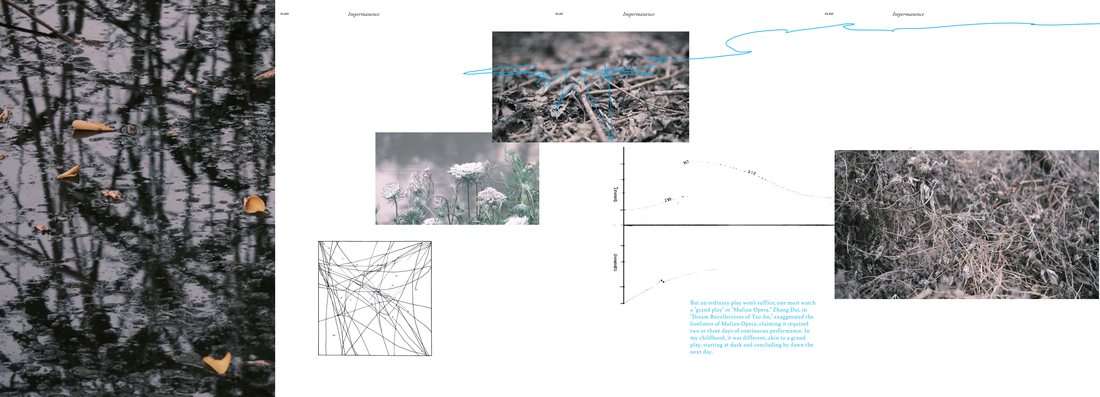 Impermanence
Impermanence
Impermanence
But an ordinary play won't suffice; one must watch
a "grand play" or "Mulian Opera." Zhang Dai, in
"Dream Recollections of Tao An," exaggerated the
liveliness of Mulian Opera, claiming it required
two or three days of continuous performance. In
my childhood, it was different, akin to a grand
play, starting at dusk and concluding by dawn the
next day.